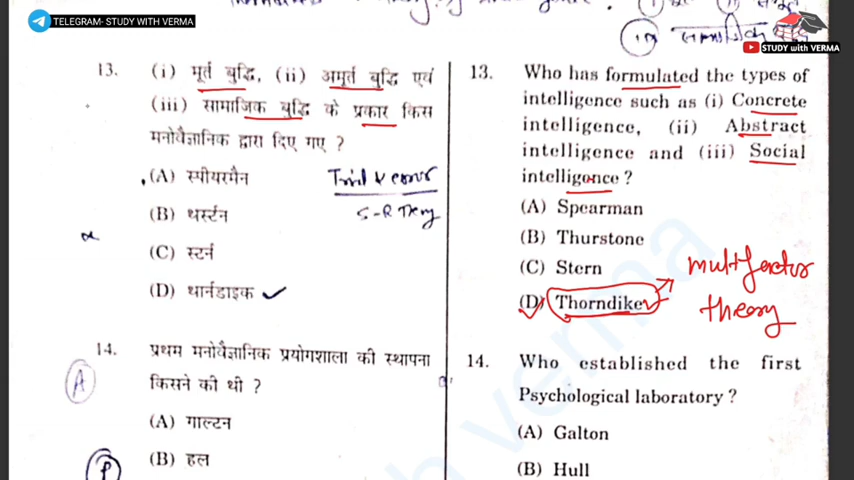 TELEGRAM- STUDY WITH VERMA
STUDY with VERMA
13. (i) मूर्त बुद्धि, (ii) अमूर्त बुद्धि एवं
(iii) सामाजिक बुद्धि के प्रकार किस
मनोवैज्ञानिक द्वारा दिए गए ?
(A) स्पीयरमैन
(B) थर्स्टन
(C) स्टर्न
(D) थार्नडाइक
Trial & error
S-R Theory
14. प्रथम मनोवैज्ञानिक प्रयोगशाला की स्थापना
किसने की थी ?
(A) गाल्टन
(B) हल
A
P
13. Who has formulated the types of
intelligence such as (i) Concrete
intelligence, (ii) Abstract
intelligence and (iii) Social
intelligence ?
(A) Spearman
(B) Thurstone
(C) Stern
(D) Thorndike
multifactor
theory
14. Who established the first
Psychological laboratory ?
(A) Galton
(B) Hull
h verma